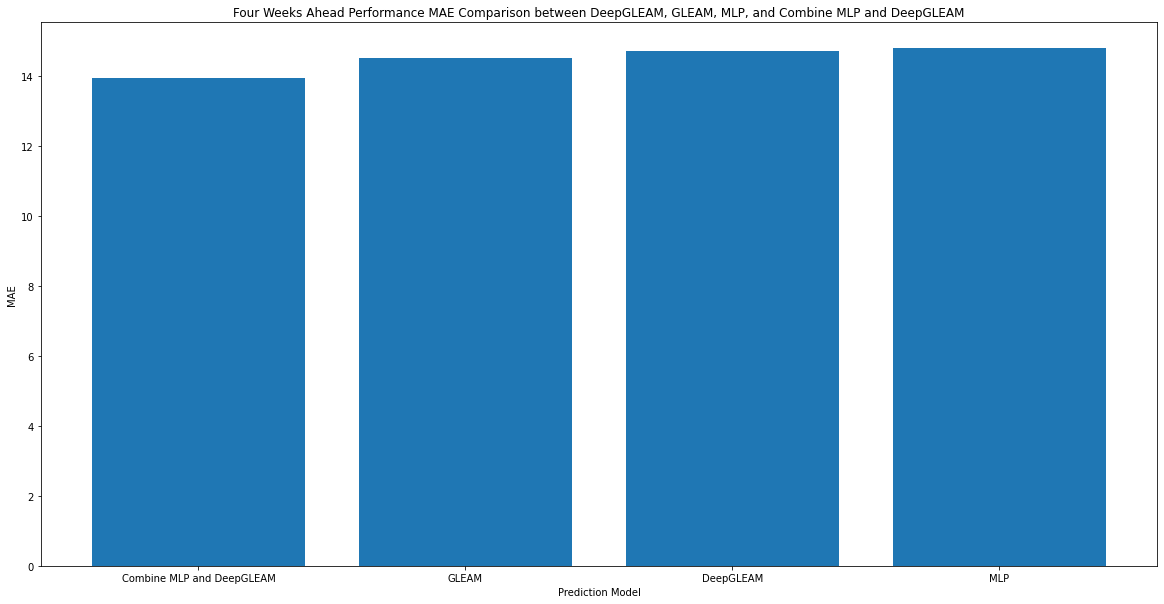 Four Weeks Ahead Performance MAE Comparison between DeepGLEAM, GLEAM, MLP, and Combine MLP and DeepGLEAM
14
12
10
8
6
4
2
0
MAE
Combine MLP and DeepGLEAM
GLEAM
DeepGLEAM
MLP
Prediction Model